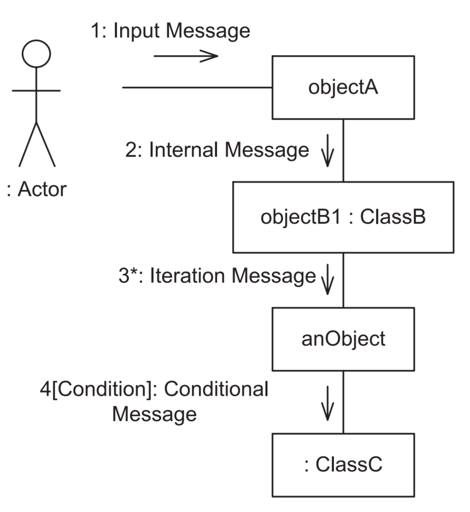 1: Input Message
objectA
2: Internal Message
: Actor
objectB1 : ClassB
3*: Iteration Message
anObject
4[Condition]: Conditional
Message
: ClassC